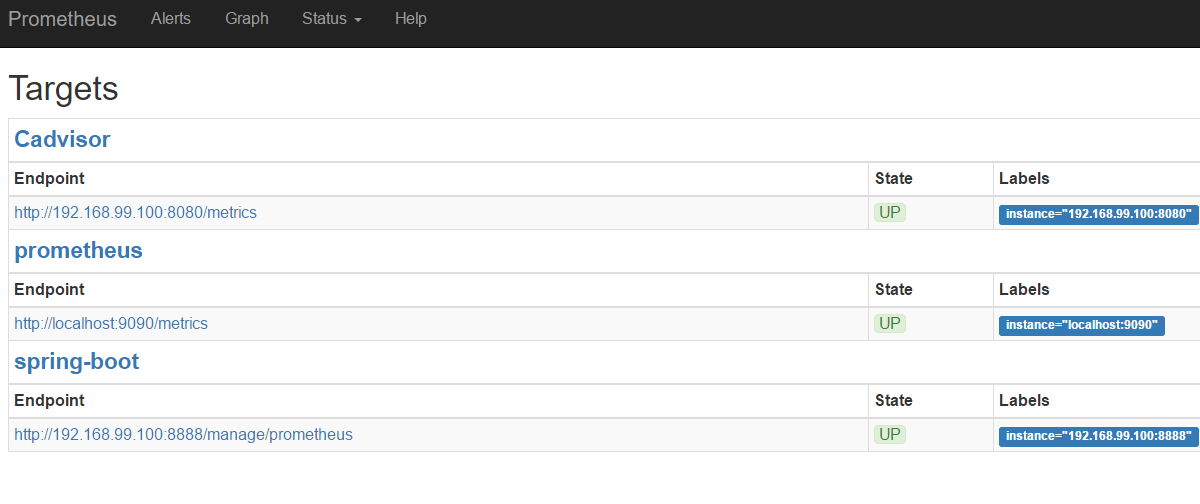 Prometheus Alerts Graph Status Help
Targets
Cadvisor
Endpoint State Labels
http://192.168.99.100:8080/metrics UP instance="192.168.99.100:8080"
prometheus
Endpoint State Labels
http://localhost:9090/metrics UP instance="localhost:9090"
spring-boot
Endpoint State Labels
http://192.168.99.100:8888/manage/prometheus UP instance="192.168.99.100:8888"